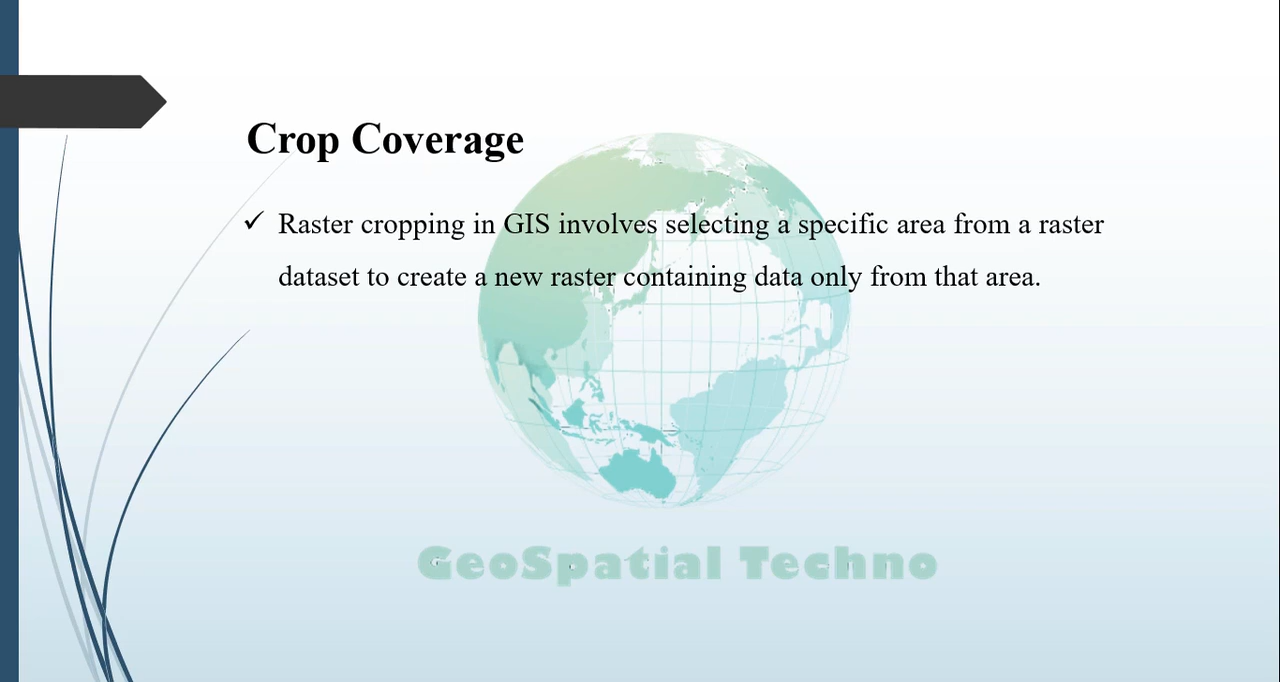 Crop Coverage
✓ Raster cropping in GIS involves selecting a specific area from a raster
dataset to create a new raster containing data only from that area.
GeoSpatial Techno